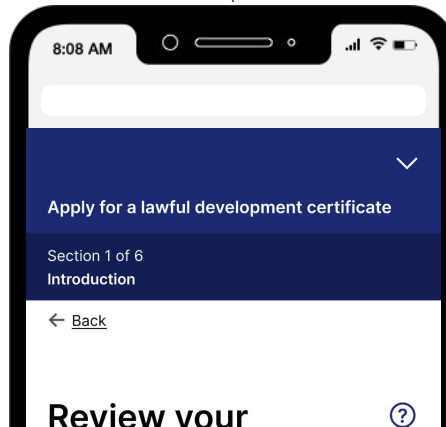 8:08 AM
Apply for a lawful development certificate
Section 1 of 6
Introduction
Back
Review your